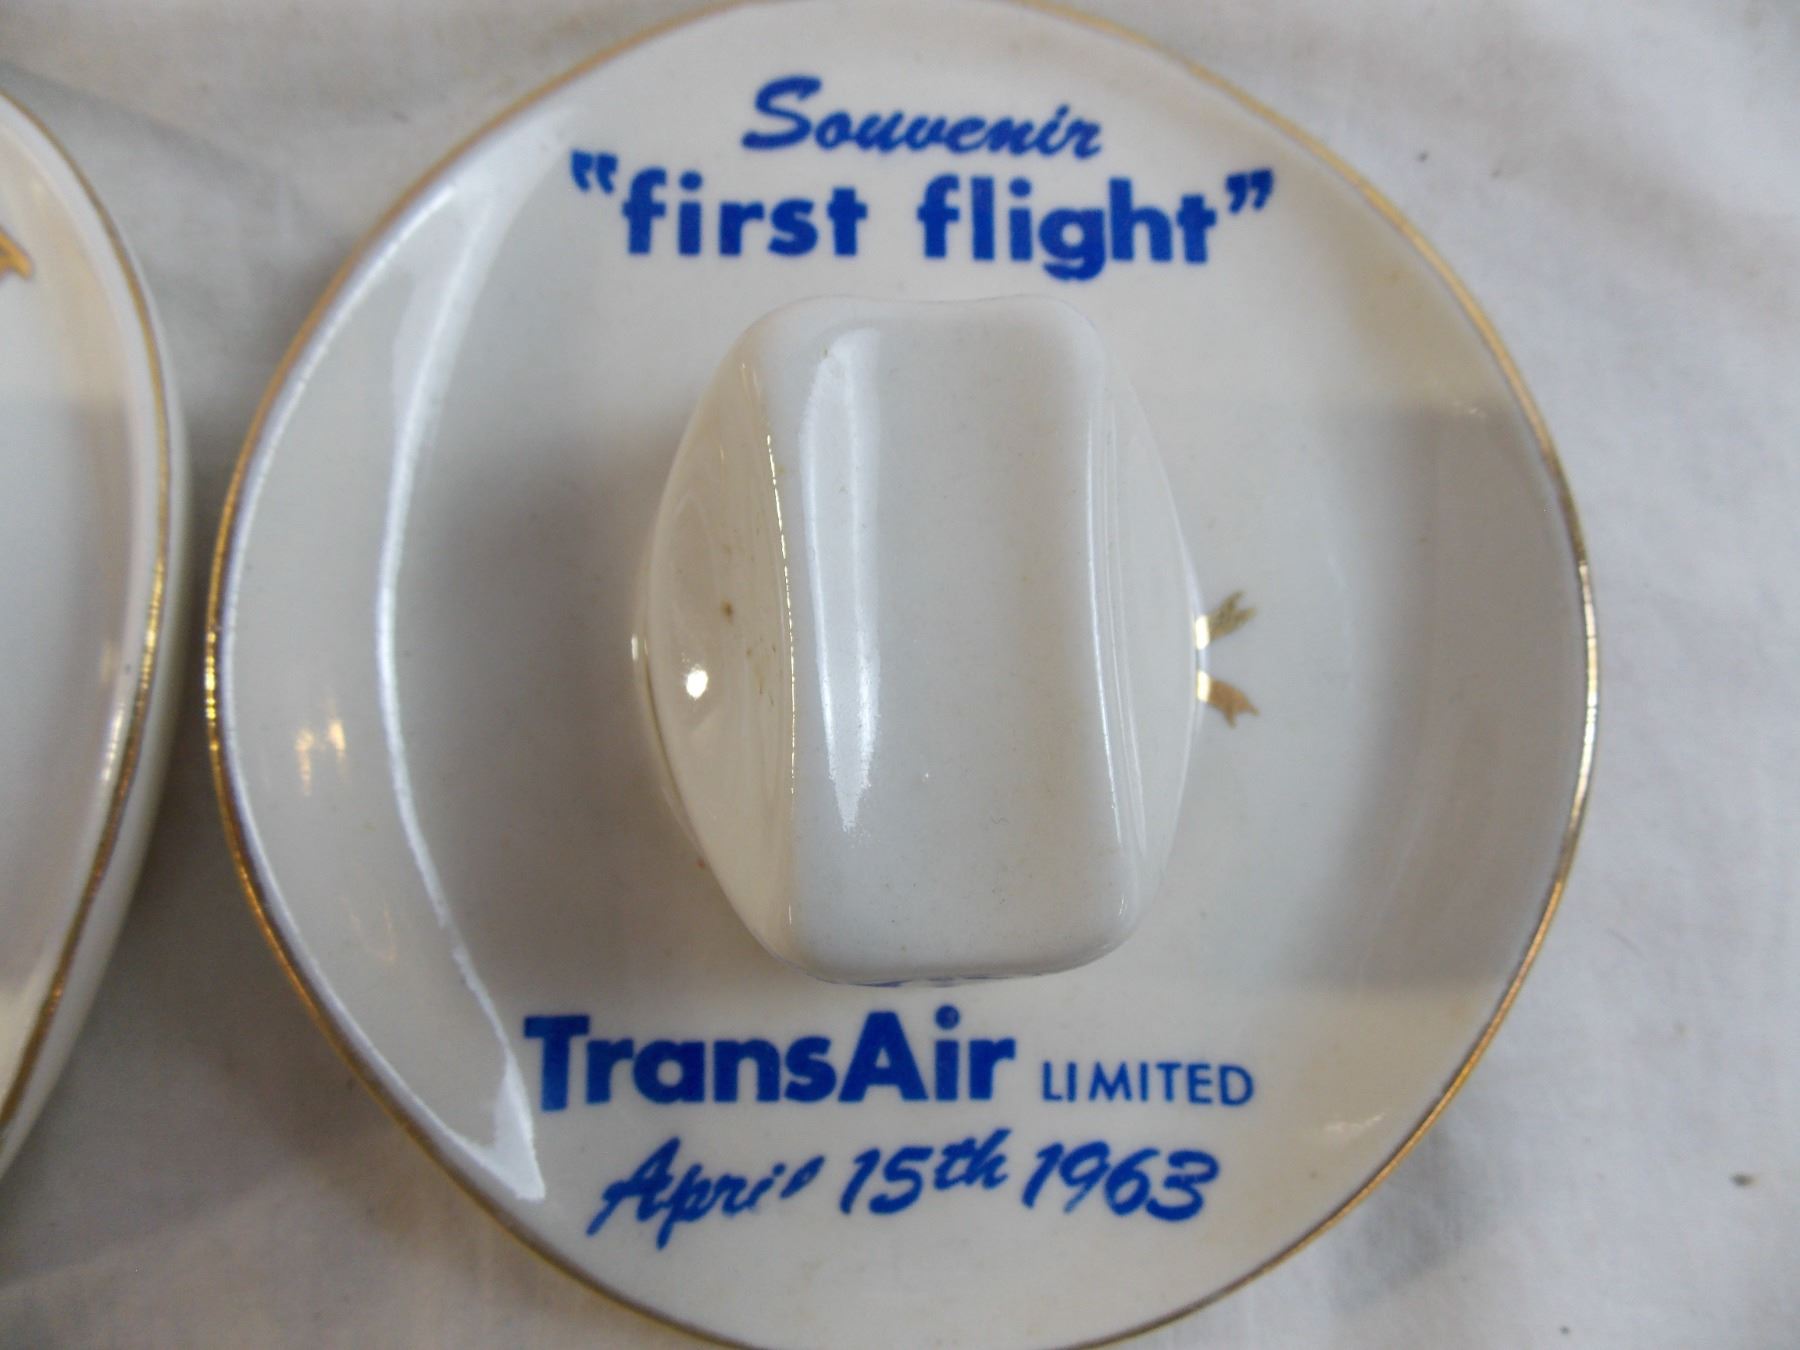 Souvenir
"first flight"
TransAir LIMITED
April 15th 1963